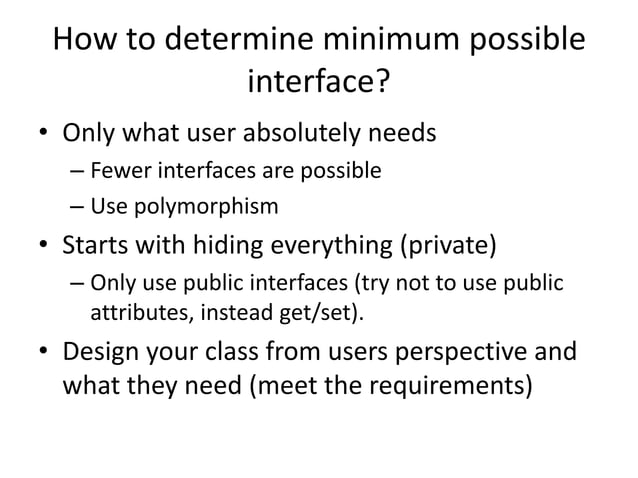 How to determine minimum possible
interface?
• Only what user absolutely needs
– Fewer interfaces are possible
– Use polymorphism
• Starts with hiding everything (private)
– Only use public interfaces (try not to use public
attributes, instead get/set).
• Design your class from users perspective and
what they need (meet the requirements)